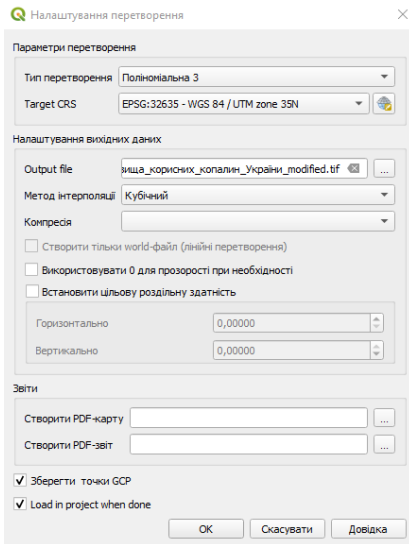 Налаштування перетворення
Параметри перетворення
Тип перетворення Поліноміальна 3
Target CRS EPSG:32635 - WGS 84 / UTM zone 35N
Налаштування вихідних даних
Output file зища_корисних_копалин_України_modified.tif ...
Метод інтерполяції Кубічний
Компресія
Створити тільки world-файл (лінійні перетворення)
Використовувати 0 для прозорості при необхідності
Встановити цільову роздільну здатність
Горизонтально 0,00000
Вертикально 0,00000
Звіти
Створити PDF-карту ...
Створити PDF-звіт ...
Зберегти точки GCP
Load in project when done
OK Скасувати Довідка